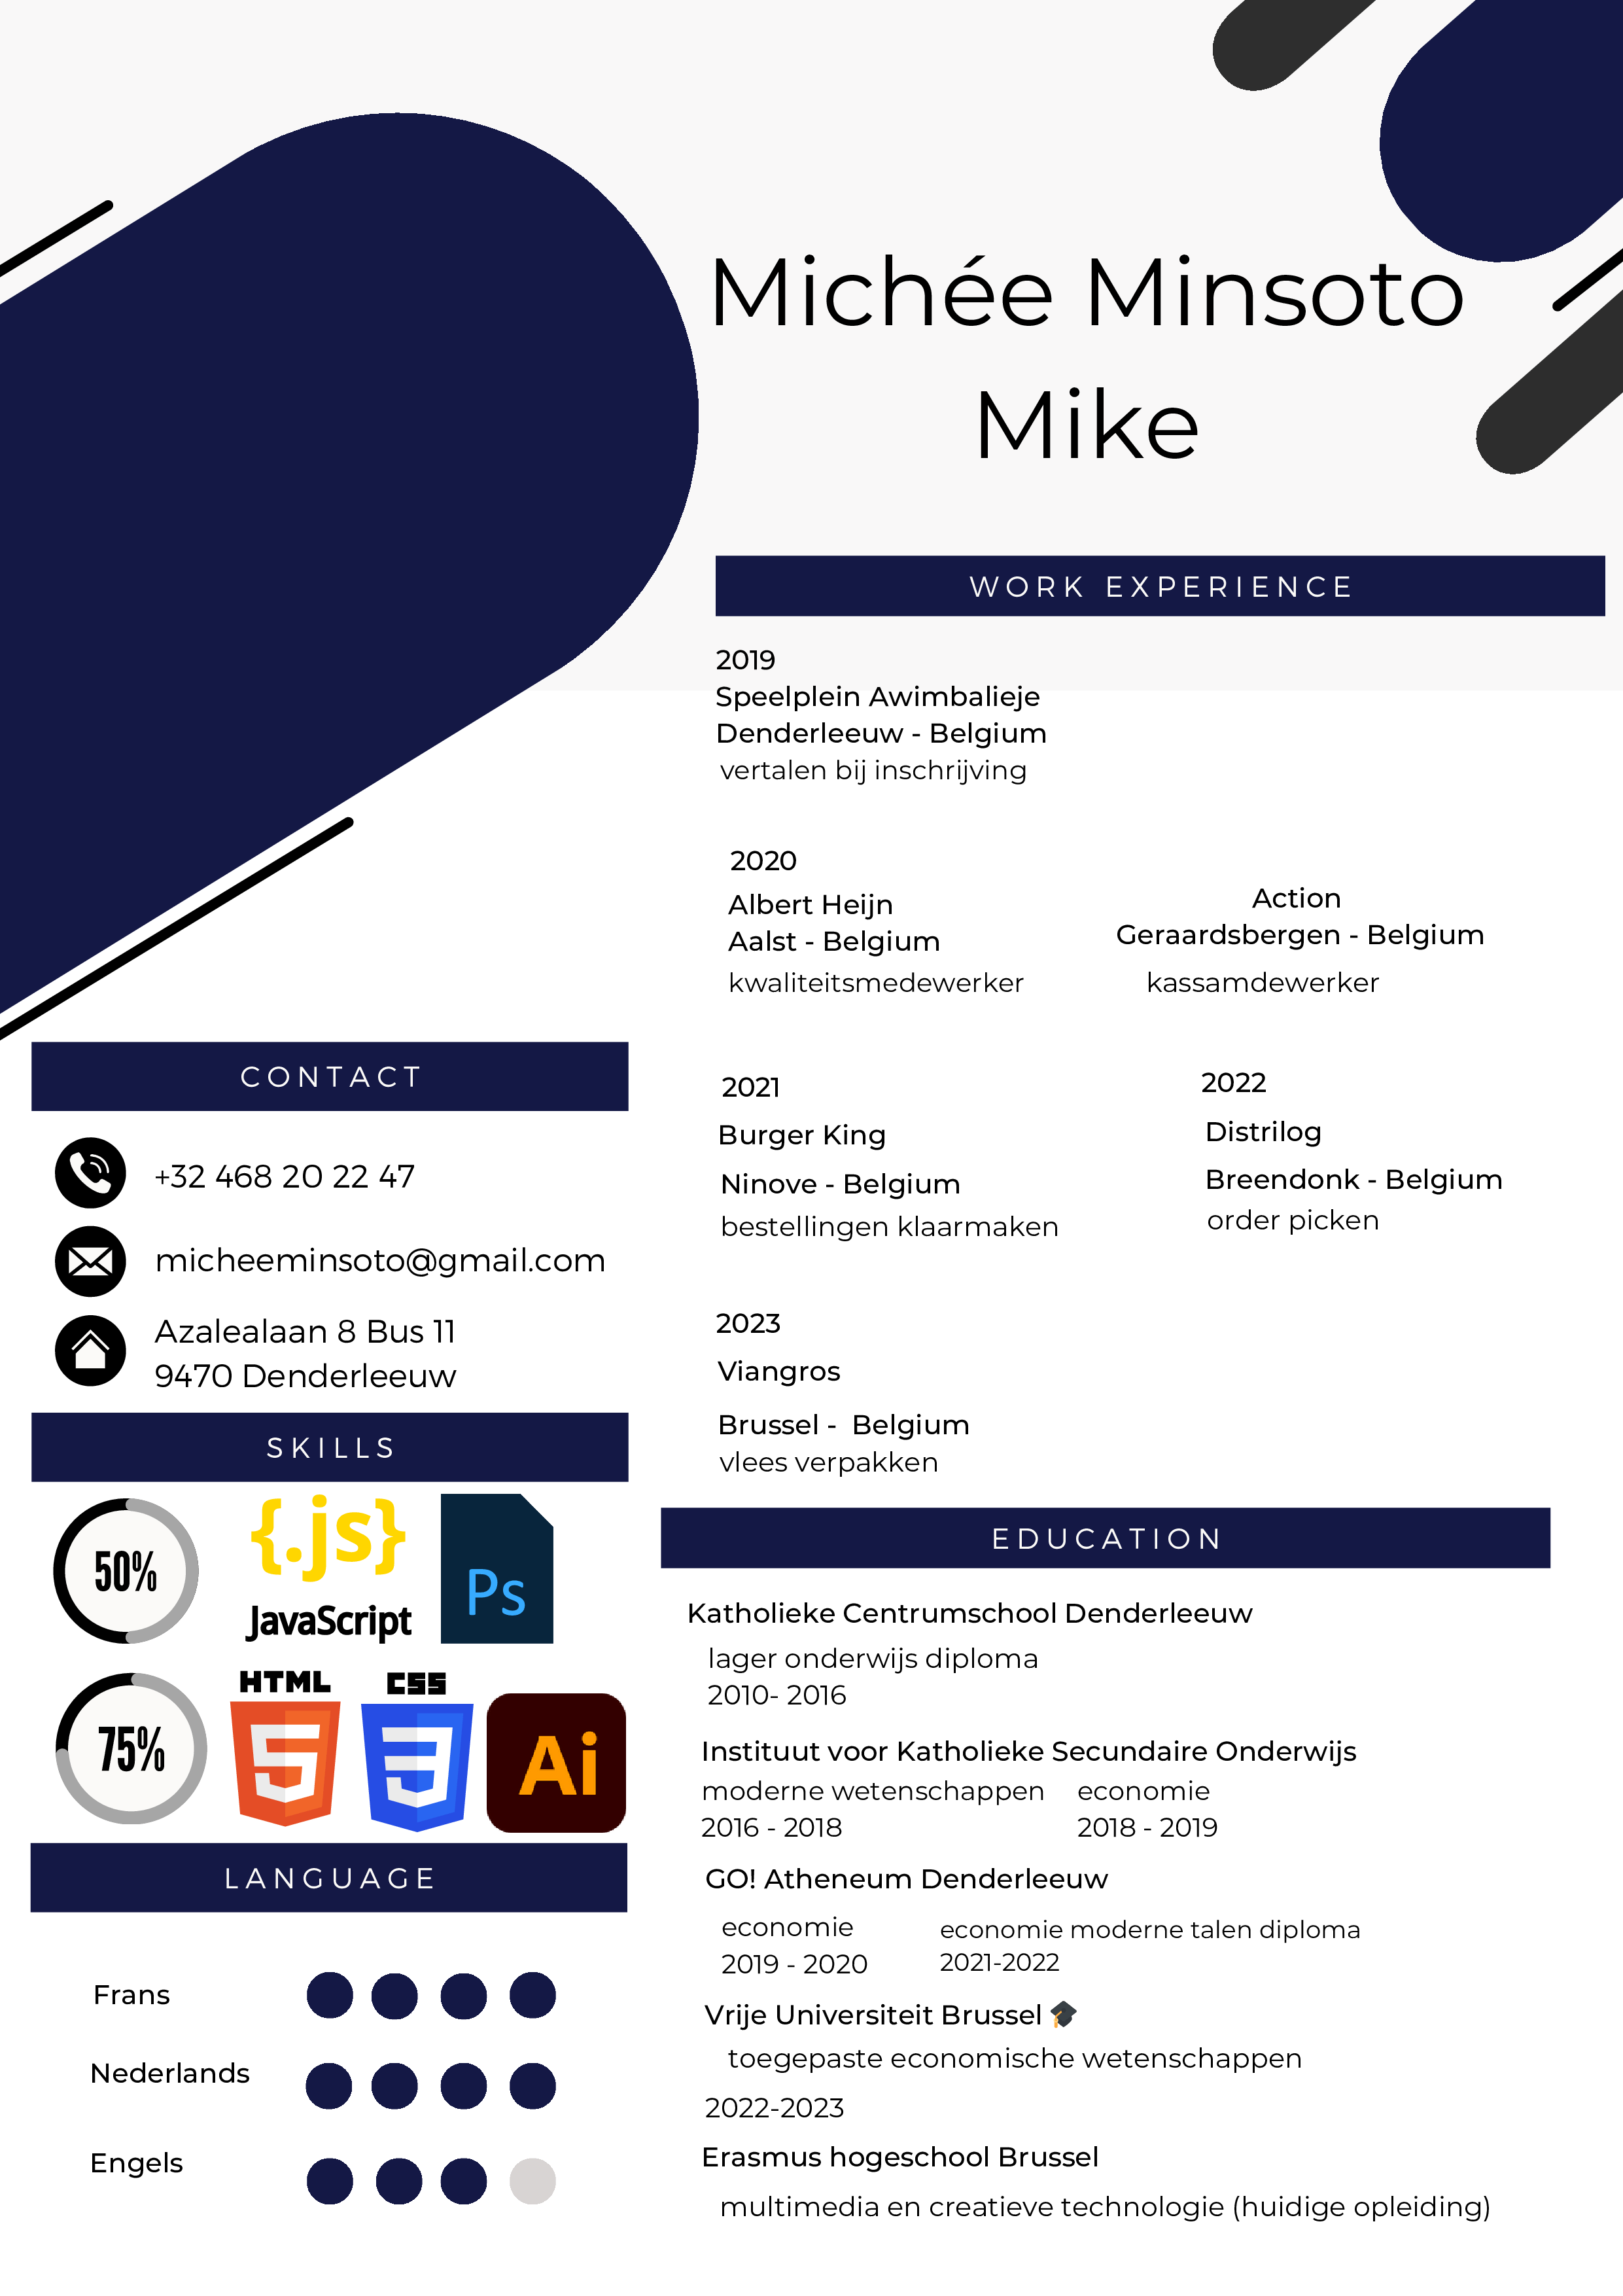 Michée Minsoto
Mike
WORK EXPERIENCE
2019
Speelplein Awimbalieje
Denderleeuw - Belgium
vertalen bij inschrijving
2020
Albert Heijn
Aalst - Belgium
kwaliteitsmedewerker
Action
Geraardsbergen - Belgium
kassamdewerker
2021
Burger King
Ninove - Belgium
bestellingen klaarmaken
2022
Distrilog
Breendonk - Belgium
order picken
2023
Viangros
Brussel - Belgium
vlees verpakken
CONTACT
+32 468 20 22 47
micheeminsoto@gmail.com
Azalealaan 8 Bus 11
9470 Denderleeuw
SKILLS
50%
{.js}
JavaScript
Ps
75%
HTML
5
CSS
3
Ai
LANGUAGE
Frans
Nederlands
Engels
EDUCATION
Katholieke Centrumschool Denderleeuw
lager onderwijs diploma
2010- 2016
Instituut voor Katholieke Secundaire Onderwijs
moderne wetenschappen
2016 - 2018
economie
2018 - 2019
GO! Atheneum Denderleeuw
economie
2019 - 2020
economie moderne talen diploma
2021-2022
Vrije Universiteit Brussel 🎓
toegepaste economische wetenschappen
2022-2023
Erasmus hogeschool Brussel
multimedia en creatieve technologie (huidige opleiding)